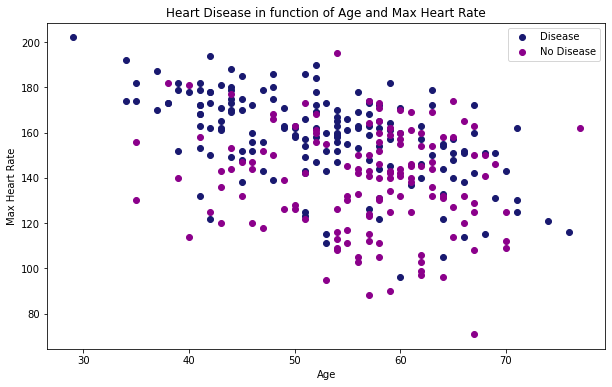 Heart Disease in function of Age and Max Heart Rate
Disease
No Disease
Max Heart Rate
200
180
160
140
120
100
80
30
40
50
60
70
Age